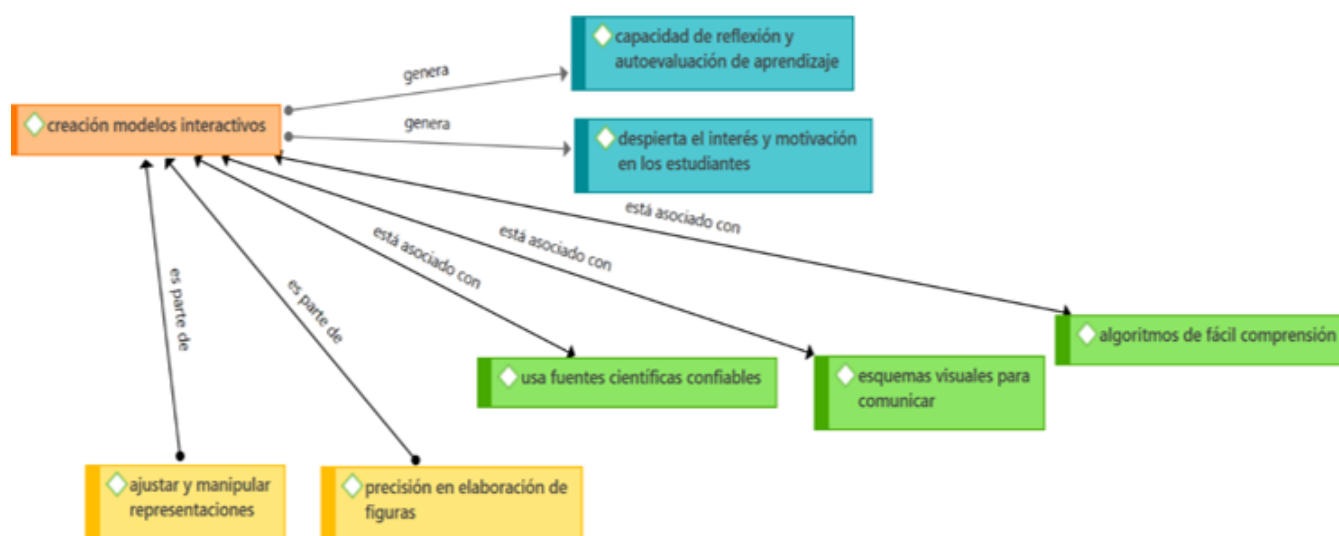 capacidad de reflexión y
autoevaluación de aprendizaje
genera
creación modelos interactivos
genera
despierta el interés y motivación
en los estudiantes
está asociado con
está asociado con
está asociado con
es parte de
es parte de
algoritmos de fácil comprensión
usa fuentes científicas confiables
esquemas visuales para
comunicar
ajustar y manipular
representaciones
precisión en elaboración de
figuras